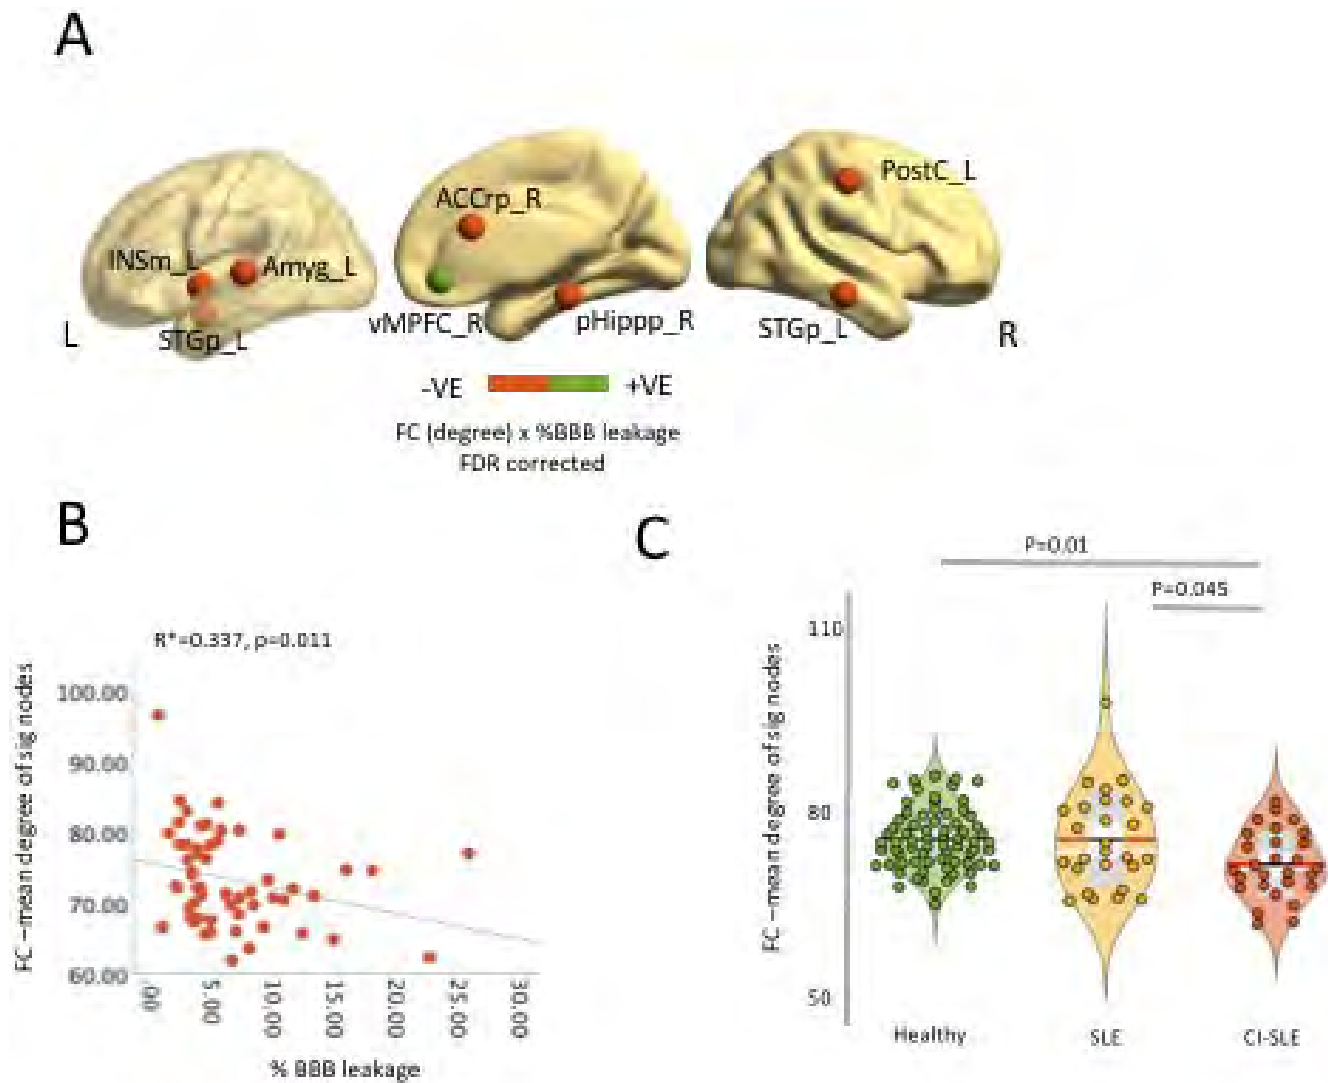 A
PostC_L
ACCrp_R
INSm_L
Amyg_L
vMPFC_R
pHippp_R
STGp_L
STGp_L
L
R
-VE
+VE
FC (degree) x %BBB leakage
FDR corrected
B
C
P=0.01
P=0.045
R*=0.337, p=0.011
FC –mean degree of sig nodes
100.00
90.00
80.00
70.00
60.00
.00
5.00
10.00
15.00
20.00
25.00
30.00
% BBB leakage
FC –mean degree of sig nodes
110
80
50
Healthy
SLE
CI-SLE